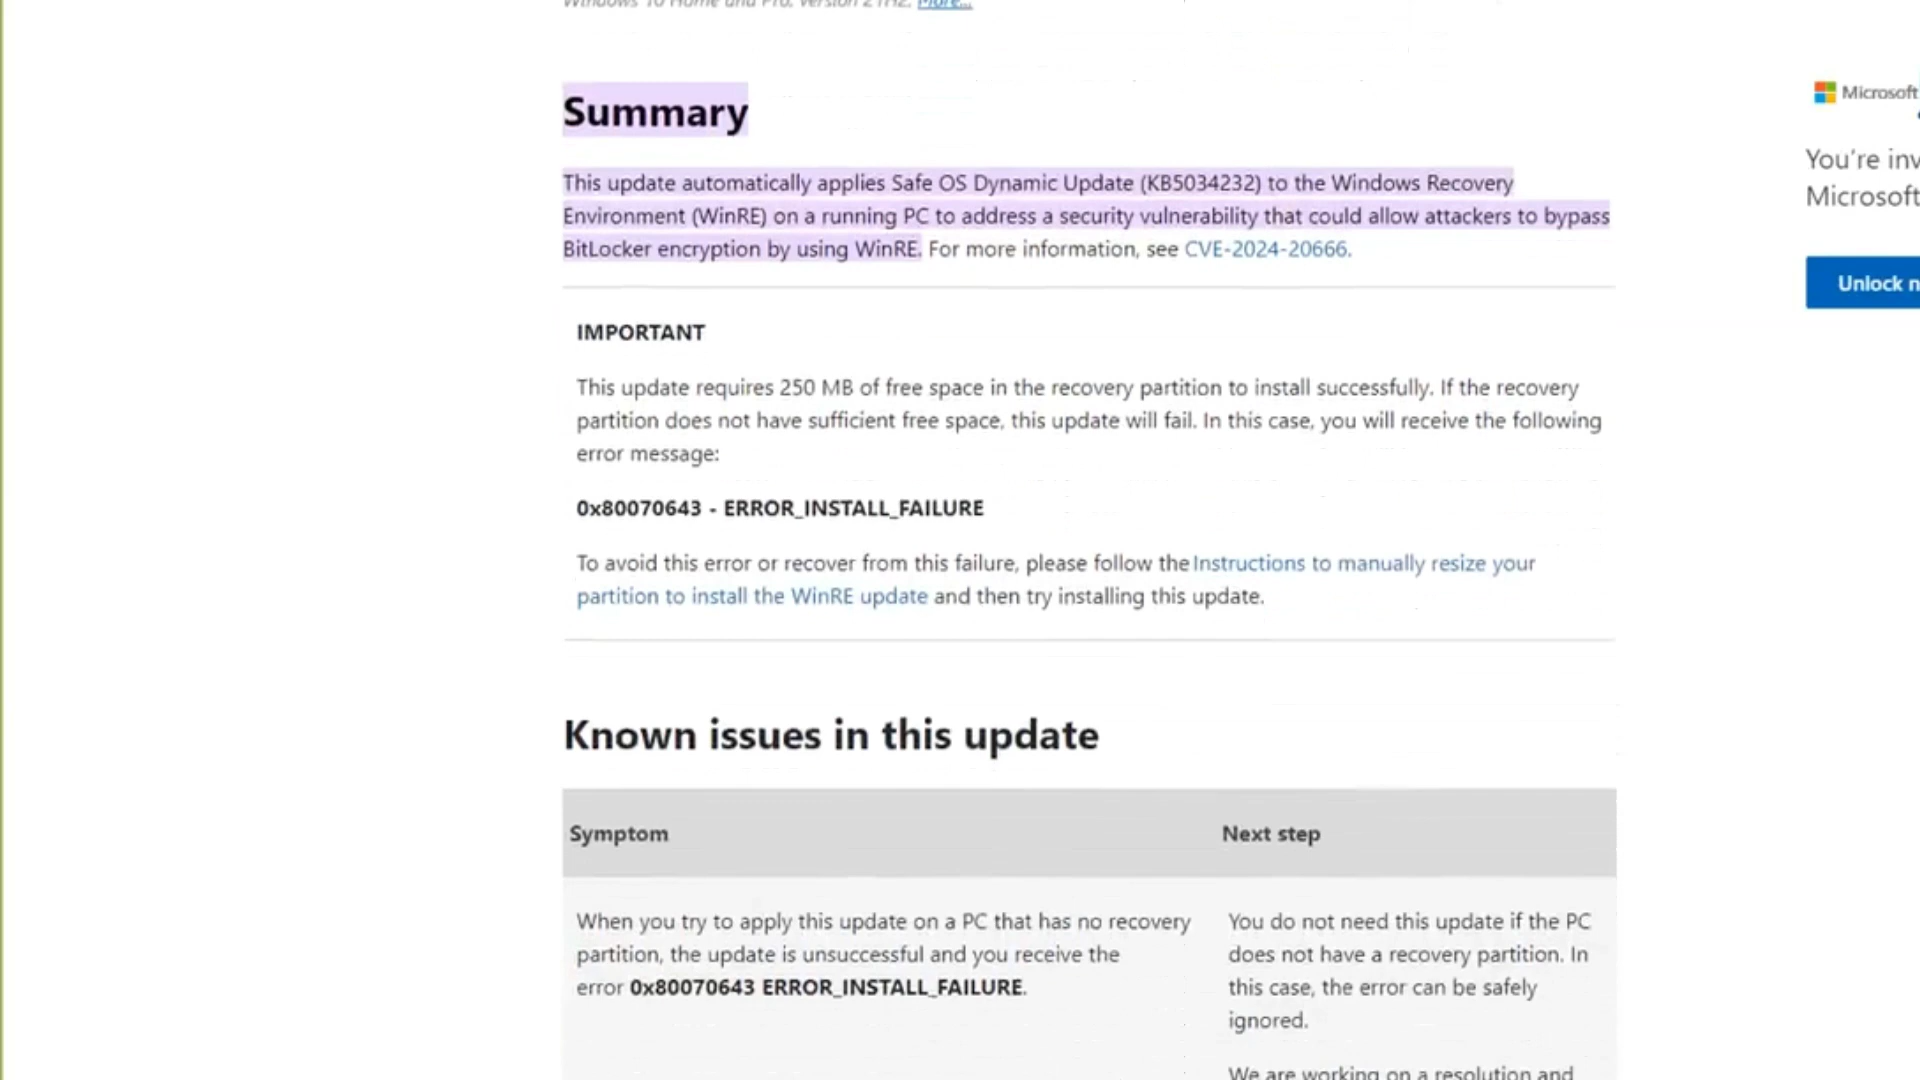 Windows 10 Home and Pro, version 21H2. More...
Summary
This update automatically applies Safe OS Dynamic Update (KB5034232) to the Windows Recovery
Environment (WinRE) on a running PC to address a security vulnerability that could allow attackers to bypass
BitLocker encryption by using WinRE. For more information, see CVE-2024-20666.
Microsoft
You're inv
Microsoft
Unlock n
IMPORTANT
This update requires 250 MB of free space in the recovery partition to install successfully. If the recovery
partition does not have sufficient free space, this update will fail. In this case, you will receive the following
error message:
0x80070643 - ERROR_INSTALL_FAILURE
To avoid this error or recover from this failure, please follow the Instructions to manually resize your
partition to install the WinRE update and then try installing this update.
Known issues in this update
Symptom Next step
When you try to apply this update on a PC that has no recovery
partition, the update is unsuccessful and you receive the
error 0x80070643 ERROR_INSTALL_FAILURE.
You do not need this update if the PC
does not have a recovery partition. In
this case, the error can be safely
ignored.
We are working on a resolution and